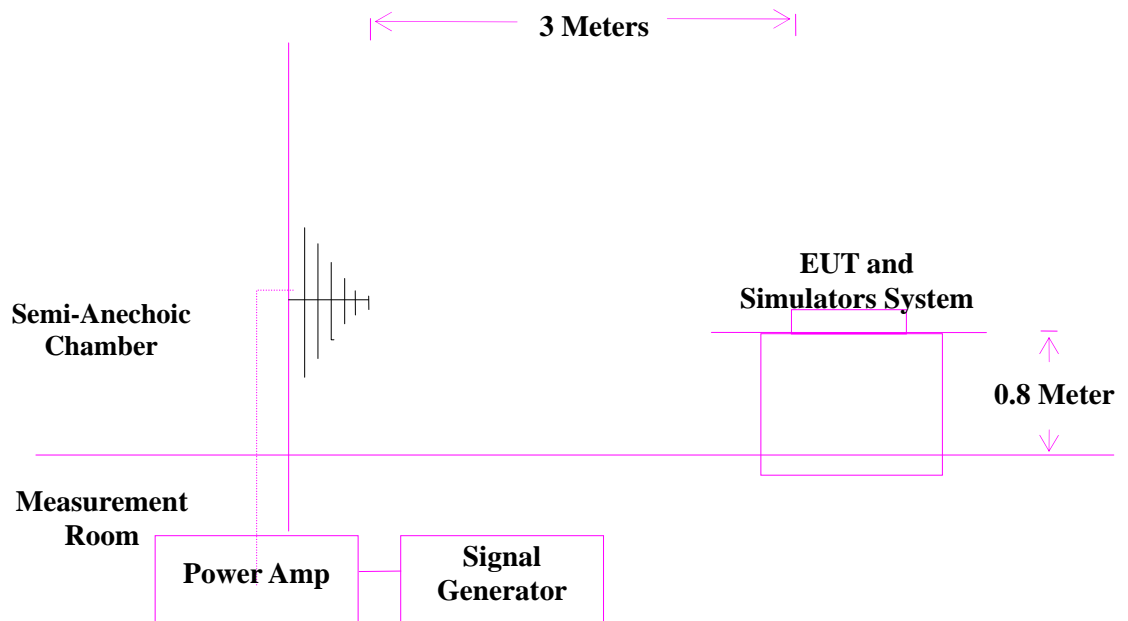 3 Meters
EUT and
Simulators System
Semi-Anechoic
Chamber
0.8 Meter
Measurement
Room
Power Amp
Signal
Generator